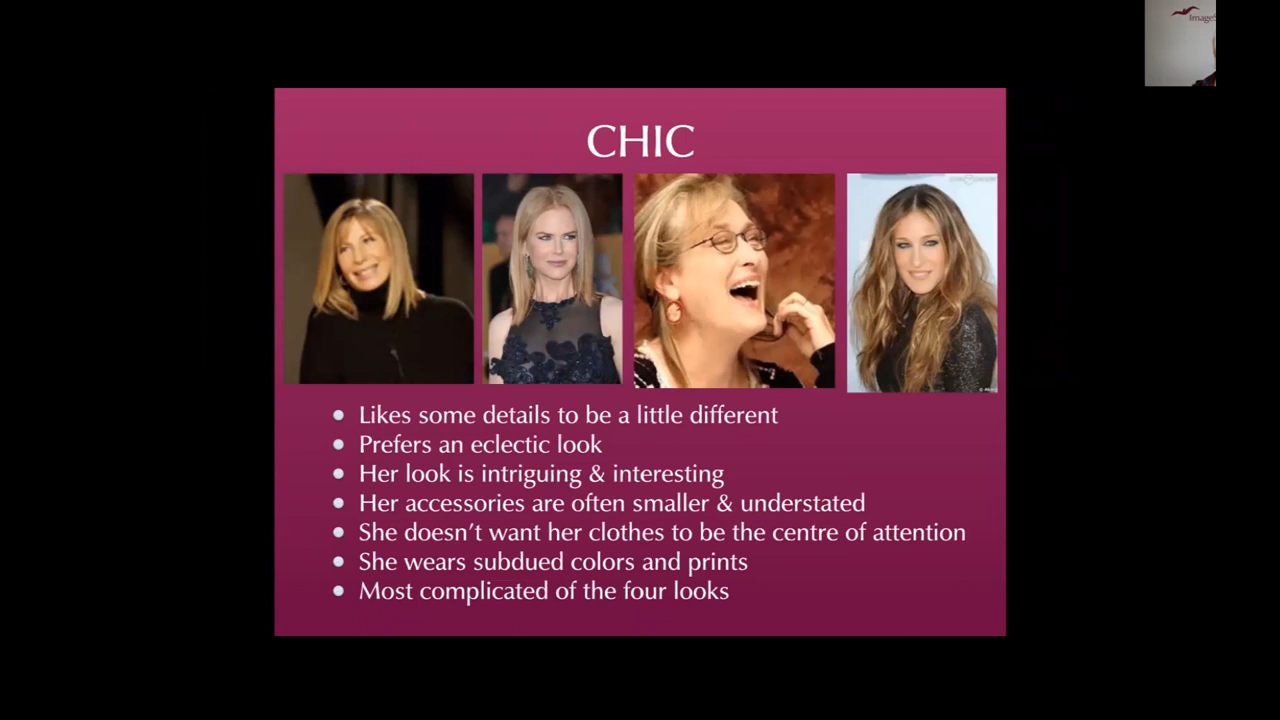 ImageS
CHIC
Likes some details to be a little different
Prefers an eclectic look
Her look is intriguing & interesting
Her accessories are often smaller & understated
She doesn't want her clothes to be the centre of attention
She wears subdued colors and prints
Most complicated of the four looks